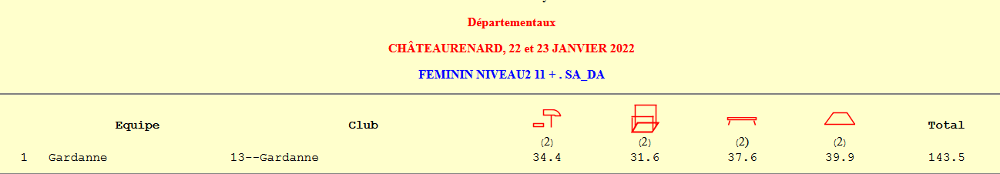 Départementaux
CHÂTEAURENARD, 22 et 23 JANVIER 2022
FEMININ NIVEAU2 11 + . SA_DA
Equipe Club Total
(2) (2) (2) (2)
1 Gardanne 13--Gardanne 34.4 31.6 37.6 39.9 143.5